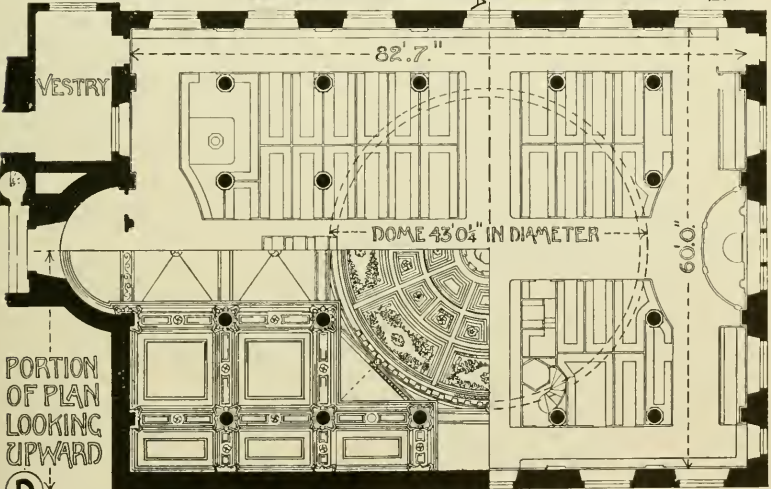 A
82'.7."
VESTRY
DOME 43'0¼" IN DIAMETER
60'.0."
PORTION
OF PLAN
LOOKING
UPWARD
D